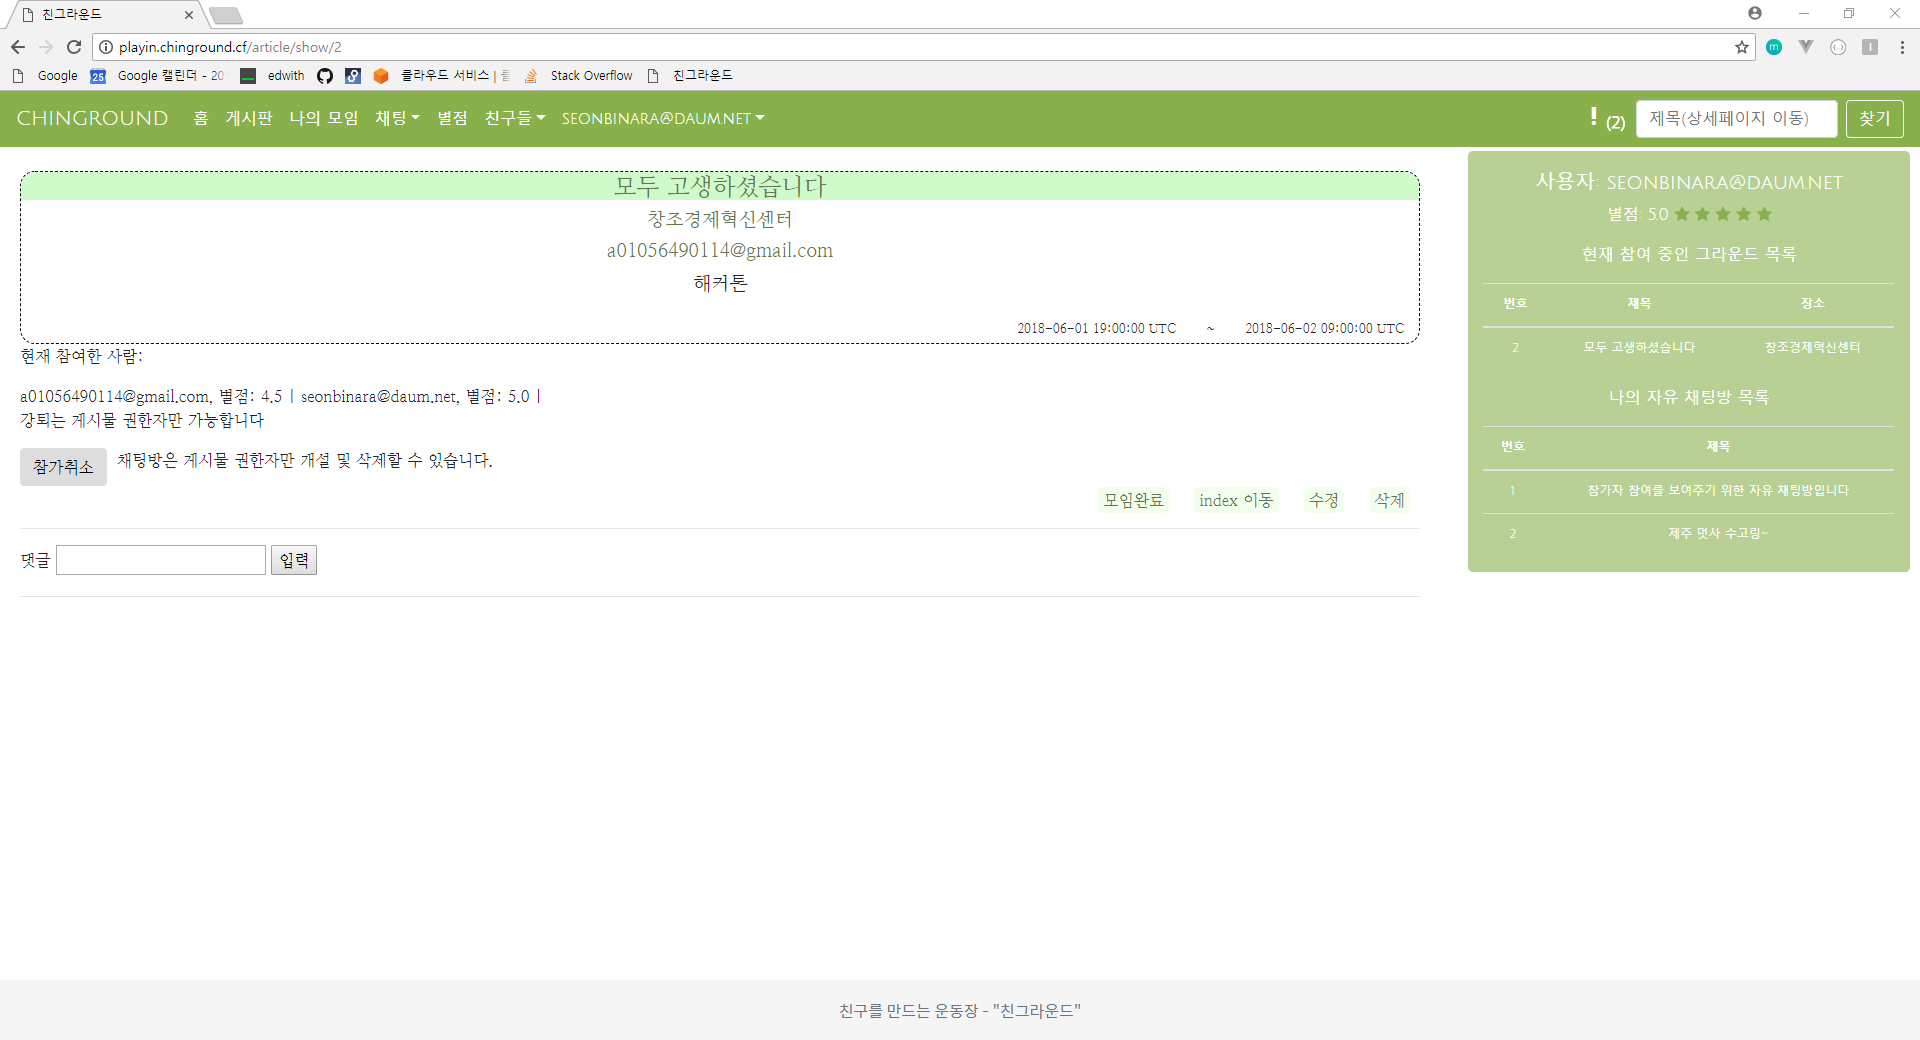 친그라운드
playin.chinground.cf/article/show/2
Google
25
Google 캘린더 - 20
edwith
클라우드 서비스 |
Stack Overflow
친그라운드
CHINGROUND 홈 게시판 나의 모임 채팅 별점 친구들 SEONBINARA@DAUM.NET
! (2) 제목(상세페이지 이동) 찾기
모두 고생하셨습니다
창조경제혁신센터
a01056490114@gmail.com
해커톤
2018-06-01 19:00:00 UTC ~ 2018-06-02 09:00:00 UTC
현재 참여한 사람:
a01056490114@gmail.com, 별점: 4.5 | seonbinara@daum.net, 별점: 5.0 |
강퇴는 게시물 권한자만 가능합니다
참가취소 채팅방은 게시물 권한자만 개설 및 삭제할 수 있습니다.
모임완료 index 이동 수정 삭제
댓글 입력
사용자: SEONBINARA@DAUM.NET
별점: 5.0 ★★★★★
현재 참여 중인 그라운드 목록
번호 제목 장소
2 모두 고생하셨습니다 창조경제혁신센터
나의 자유 채팅방 목록
번호 제목
1 참가자 참여를 보여주기 위한 자유 채팅방입니다
2 제주 멋사 수고링~
친구를 만드는 운동장 - "친그라운드"